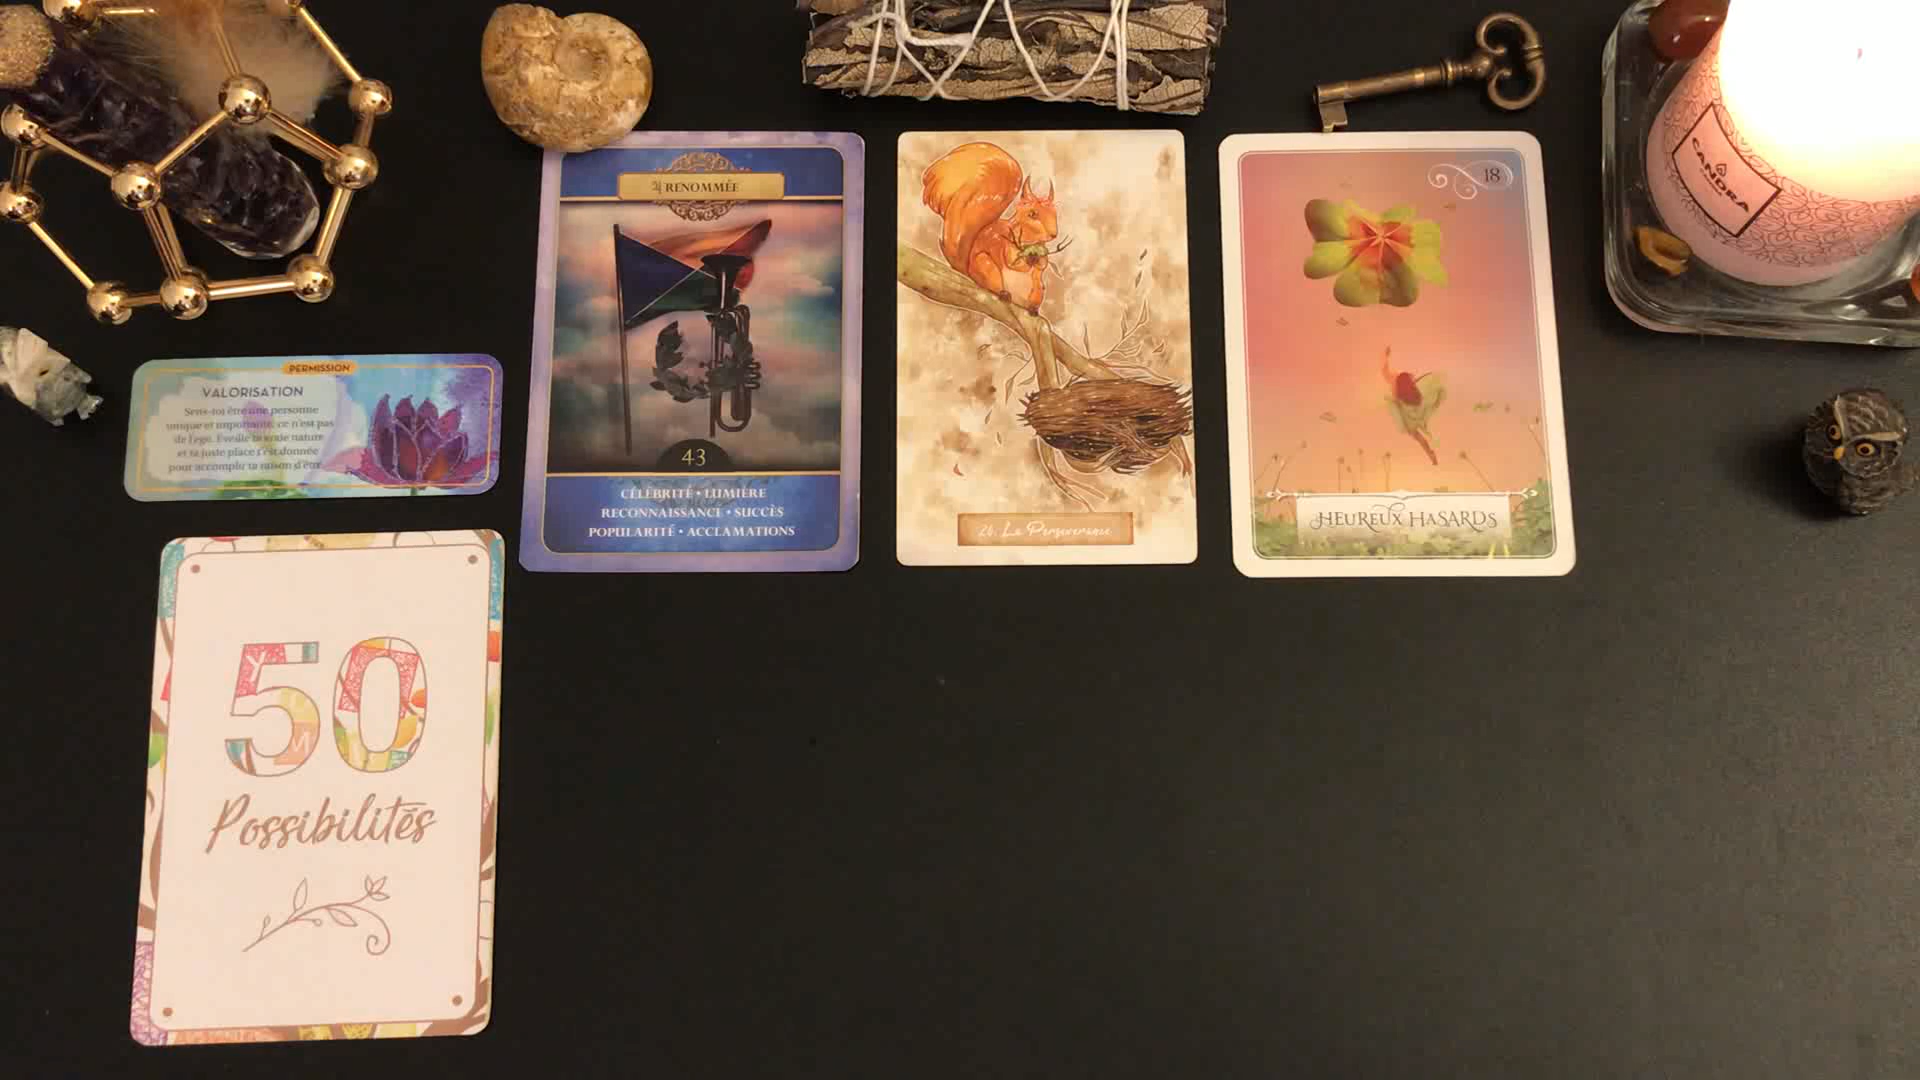 PERMISSION
VALORISATION
Sens-toi être une personne
unique et importante, ce n'est pas
de l'ego. Éveille ta vraie nature
et ta juste place t'est donnée
pour accomplir ta raison d'être.
RENOMMÉE
43
CÉLÉBRITÉ • LUMIÈRE
RECONNAISSANCE • SUCCÈS
POPULARITÉ • ACCLAMATIONS
26. La Perseverance
18
HEUREUX HASARDS
CANDRA
50
Possibilités